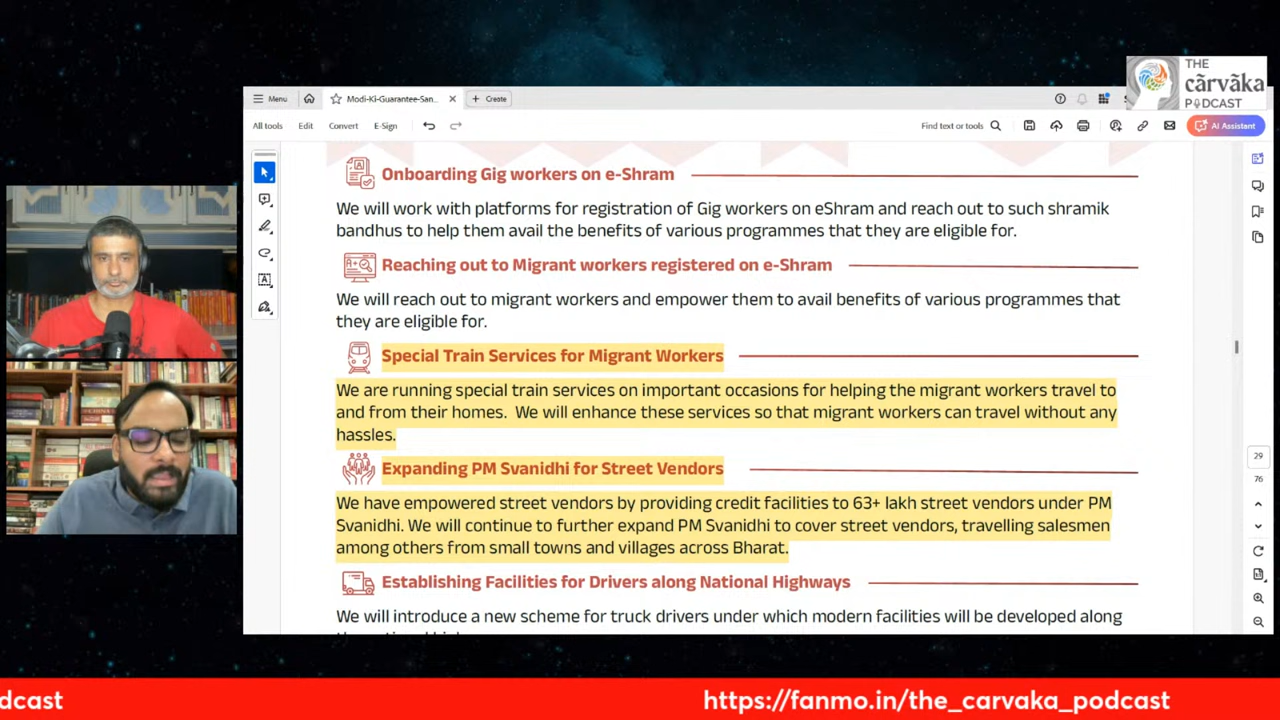 THE
cãrvãka
PODCAST
Menu
Modi-Ki-Guarantee-San...
Create
All tools
Edit
Convert
E-Sign
Find text or tools
AI Assistant
Onboarding Gig workers on e-Shram
We will work with platforms for registration of Gig workers on eShram and reach out to such shramik
bandhus to help them avail the benefits of various programmes that they are eligible for.
Reaching out to Migrant workers registered on e-Shram
We will reach out to migrant workers and empower them to avail benefits of various programmes that
they are eligible for.
Special Train Services for Migrant Workers
We are running special train services on important occasions for helping the migrant workers travel to
and from their homes. We will enhance these services so that migrant workers can travel without any
hassles.
Expanding PM Svanidhi for Street Vendors
We have empowered street vendors by providing credit facilities to 63+ lakh street vendors under PM
Svanidhi. We will continue to further expand PM Svanidhi to cover street vendors, travelling salesmen
among others from small towns and villages across Bharat.
Establishing Facilities for Drivers along National Highways
We will introduce a new scheme for truck drivers under which modern facilities will be developed along
29
76
dcast
https://fanmo.in/the_carvaka_podcast